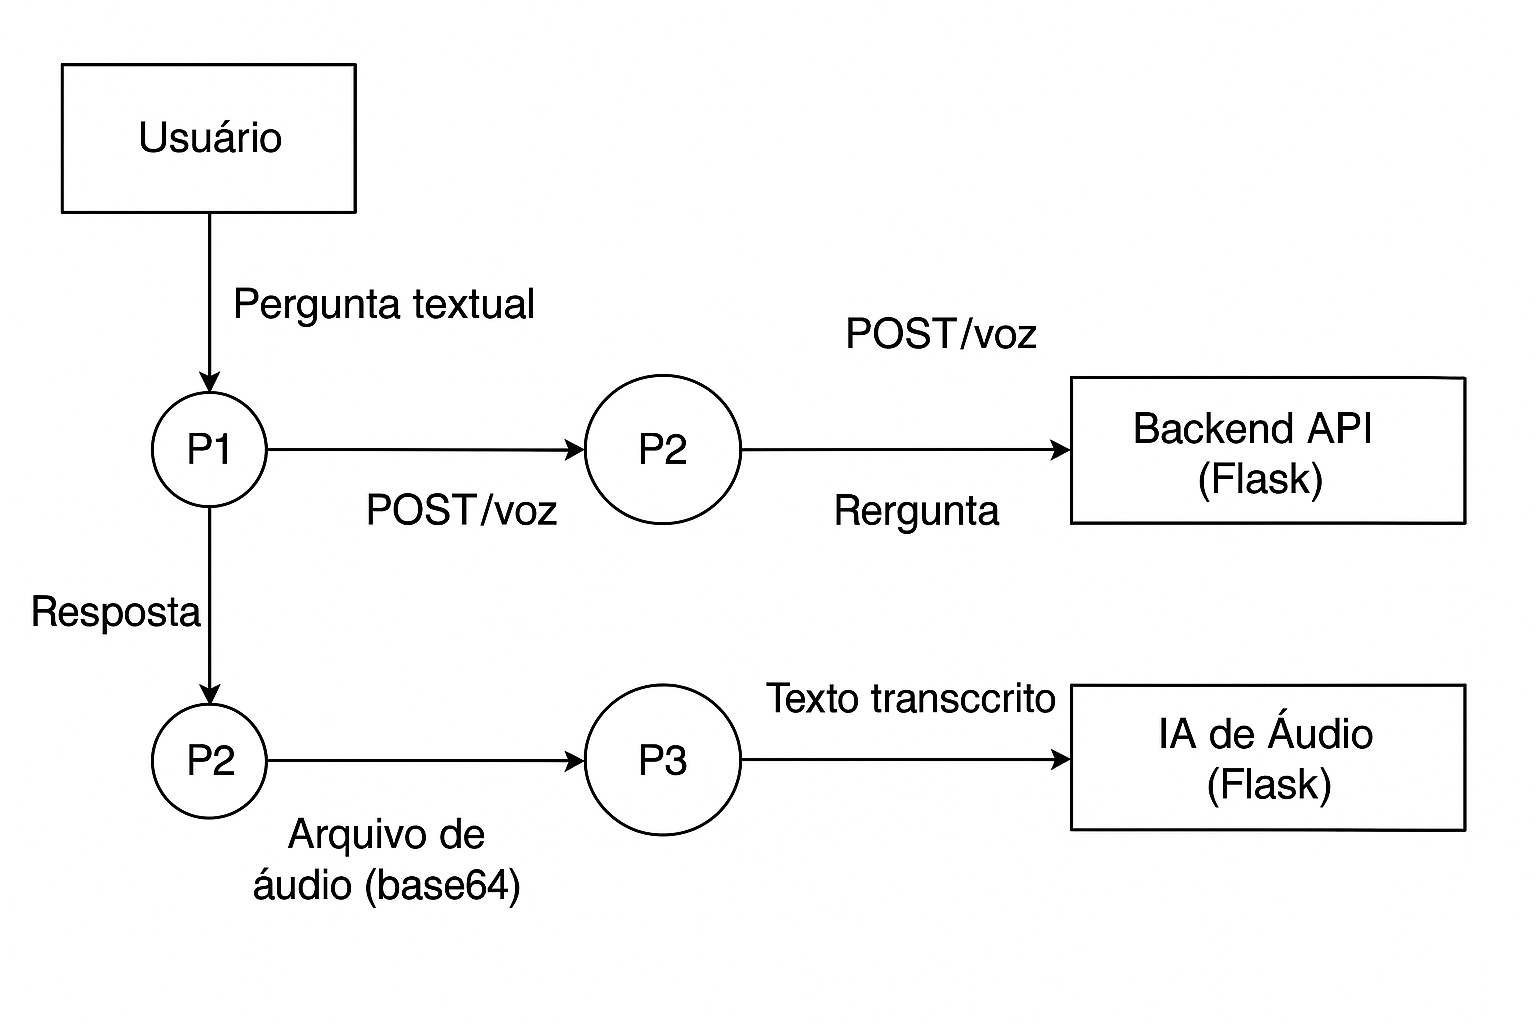 Usuário
Pergunta textual
POST/voz
P1
P2
Backend API
(Flask)
POST/voz
Rergunta
Resposta
Texto transccrito
P2
P3
IA de Áudio
(Flask)
Arquivo de
áudio (base64)